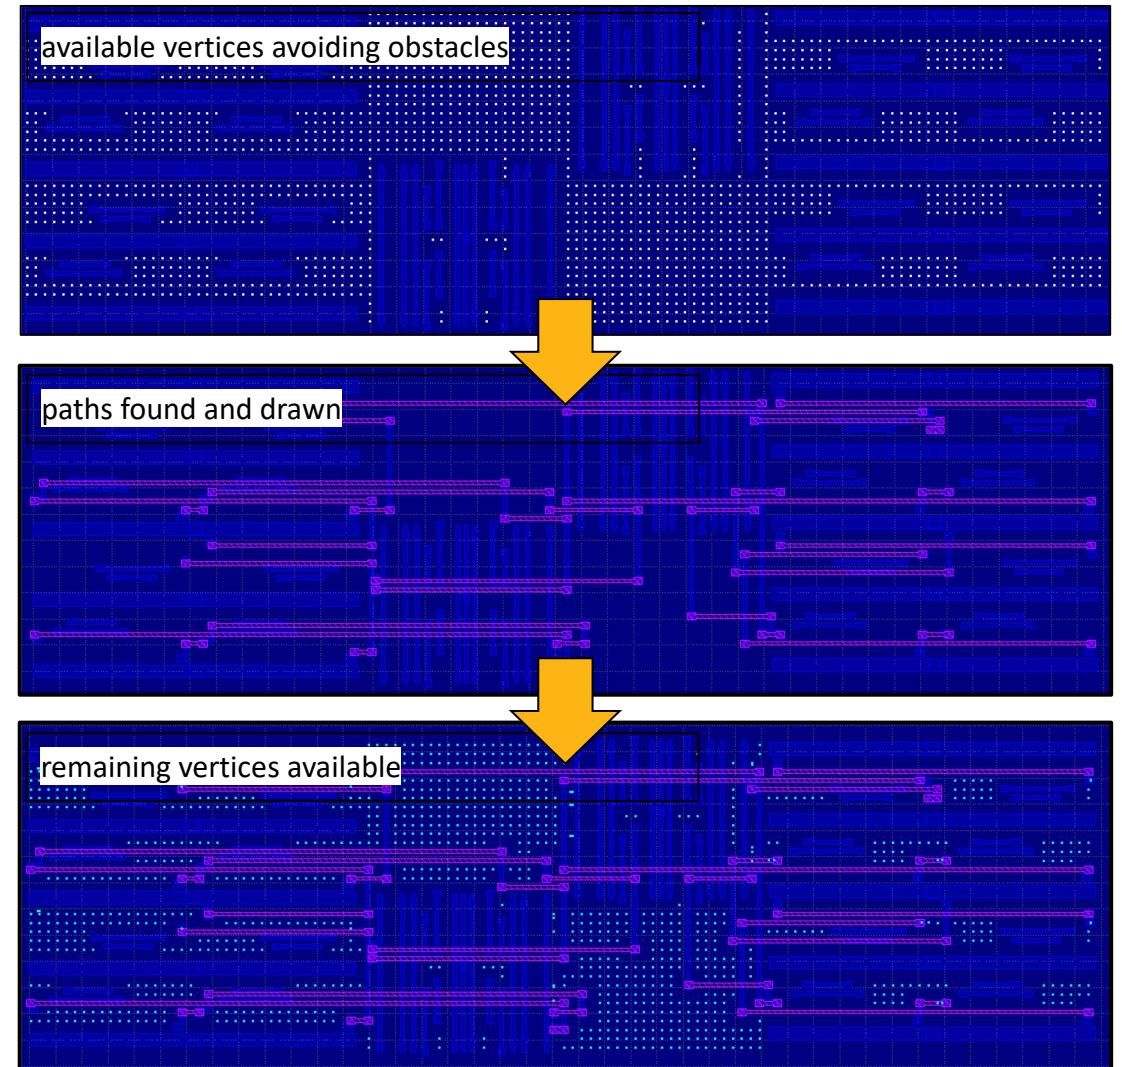 available vertices avoiding obstacles
paths found and drawn
remaining vertices available